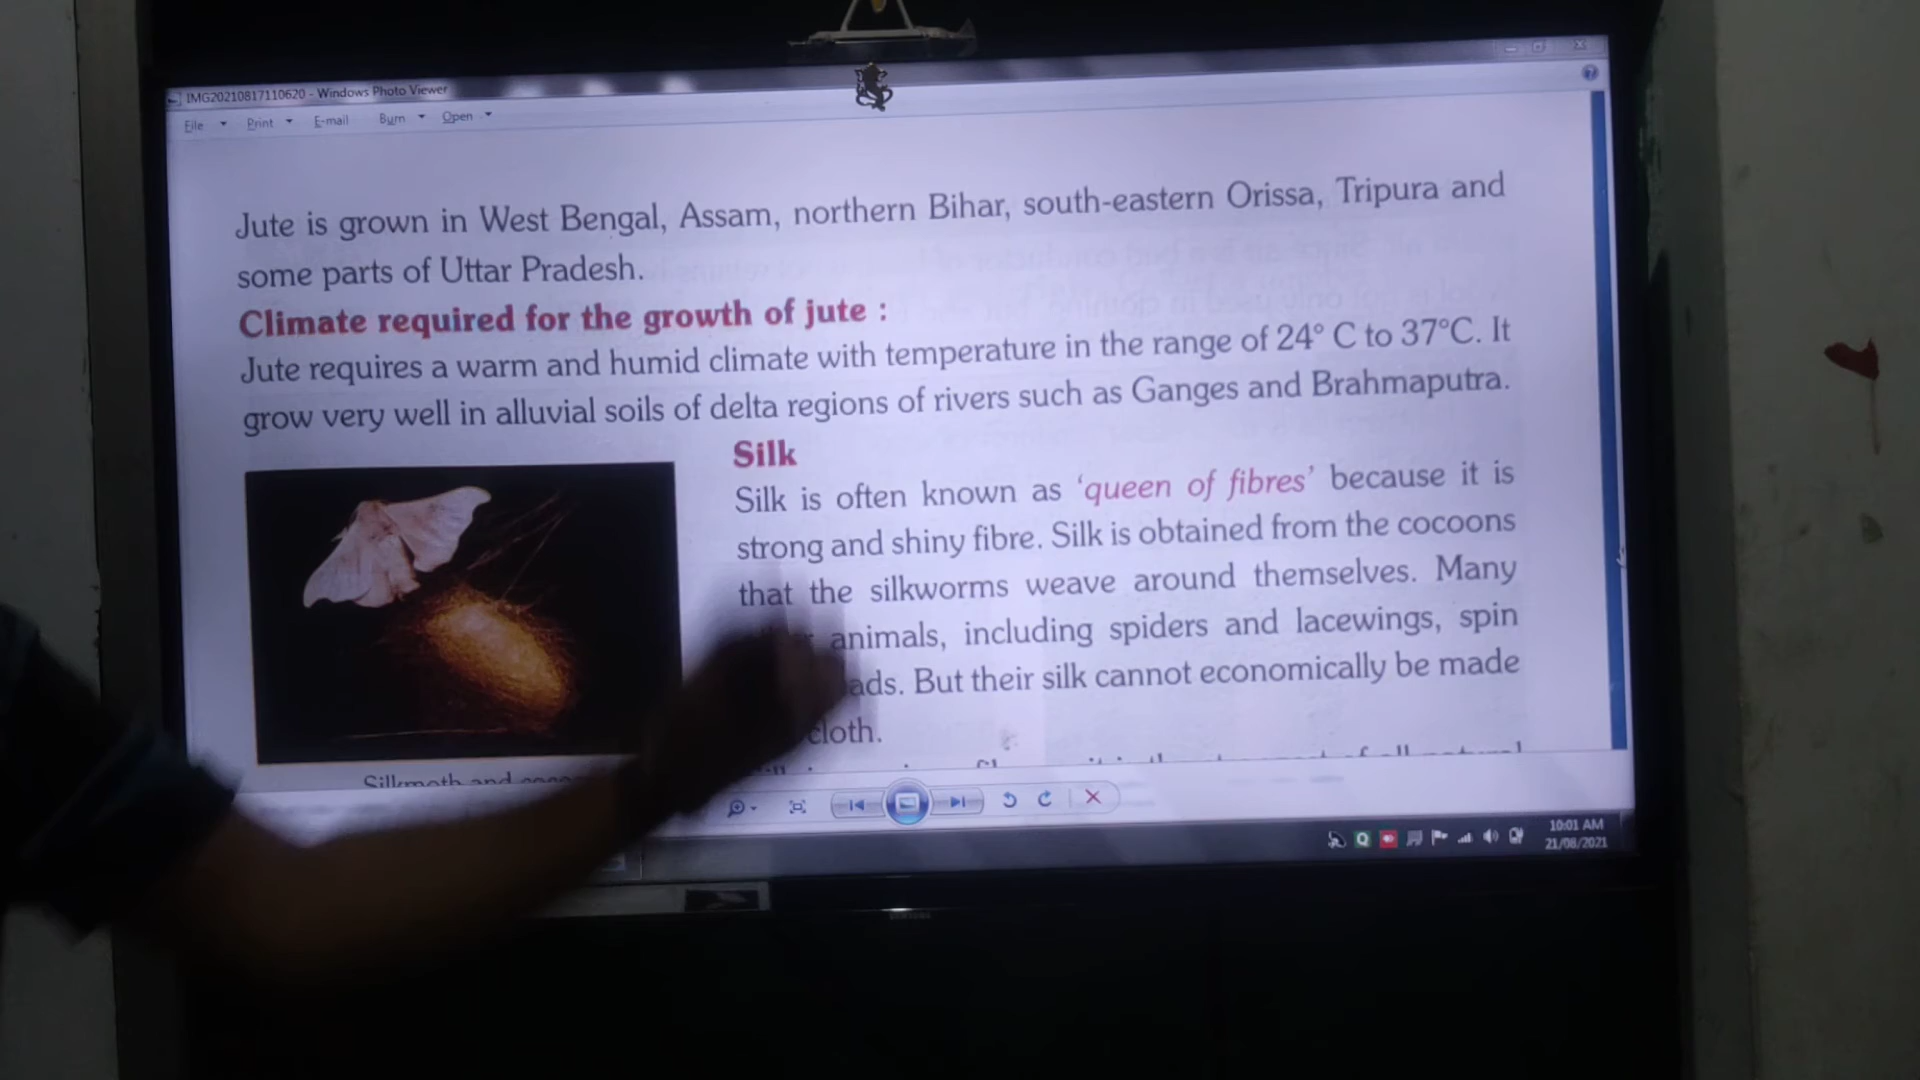 IMG20210817110620 - Windows Photo Viewer
File Print E-mail Burn Open
Jute is grown in West Bengal, Assam, northern Bihar, south-eastern Orissa, Tripura and
some parts of Uttar Pradesh.
Climate required for the growth of jute :
Jute requires a warm and humid climate with temperature in the range of 24° C to 37°C. It
grow very well in alluvial soils of delta regions of rivers such as Ganges and Brahmaputra.
Silk
Silk is often known as ‘queen of fibres’ because it is
strong and shiny fibre. Silk is obtained from the cocoons
that the silkworms weave around themselves. Many
animals, including spiders and lacewings, spin
ads. But their silk cannot economically be made
cloth.
Silkmoth and
10:01 AM
21/08/2021
SAMSUNG